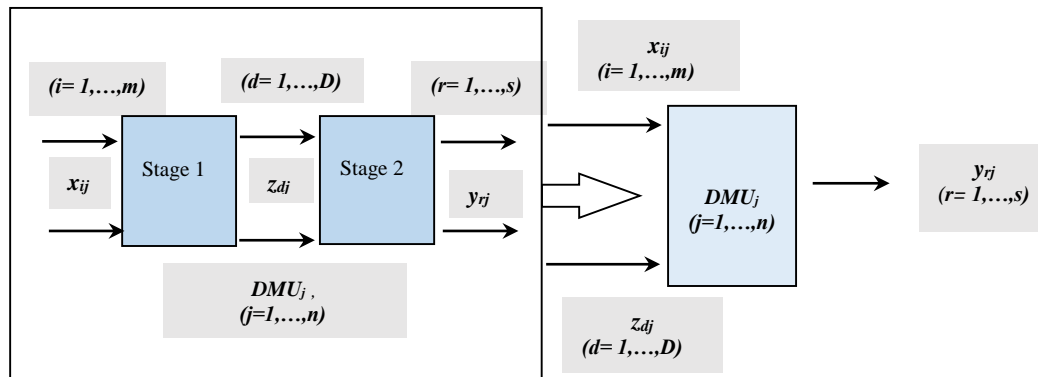 (i= 1,…,m)
(d= 1,…,D)
(r= 1,…,s)
Stage 1
Stage 2
xij
zdj
yrj
DMUj ,
(j=1,…,n)
xij
(i= 1,…,m)
DMUj
(j=1,…,n)
zdj
(d= 1,…,D)
yrj
(r= 1,…,s)